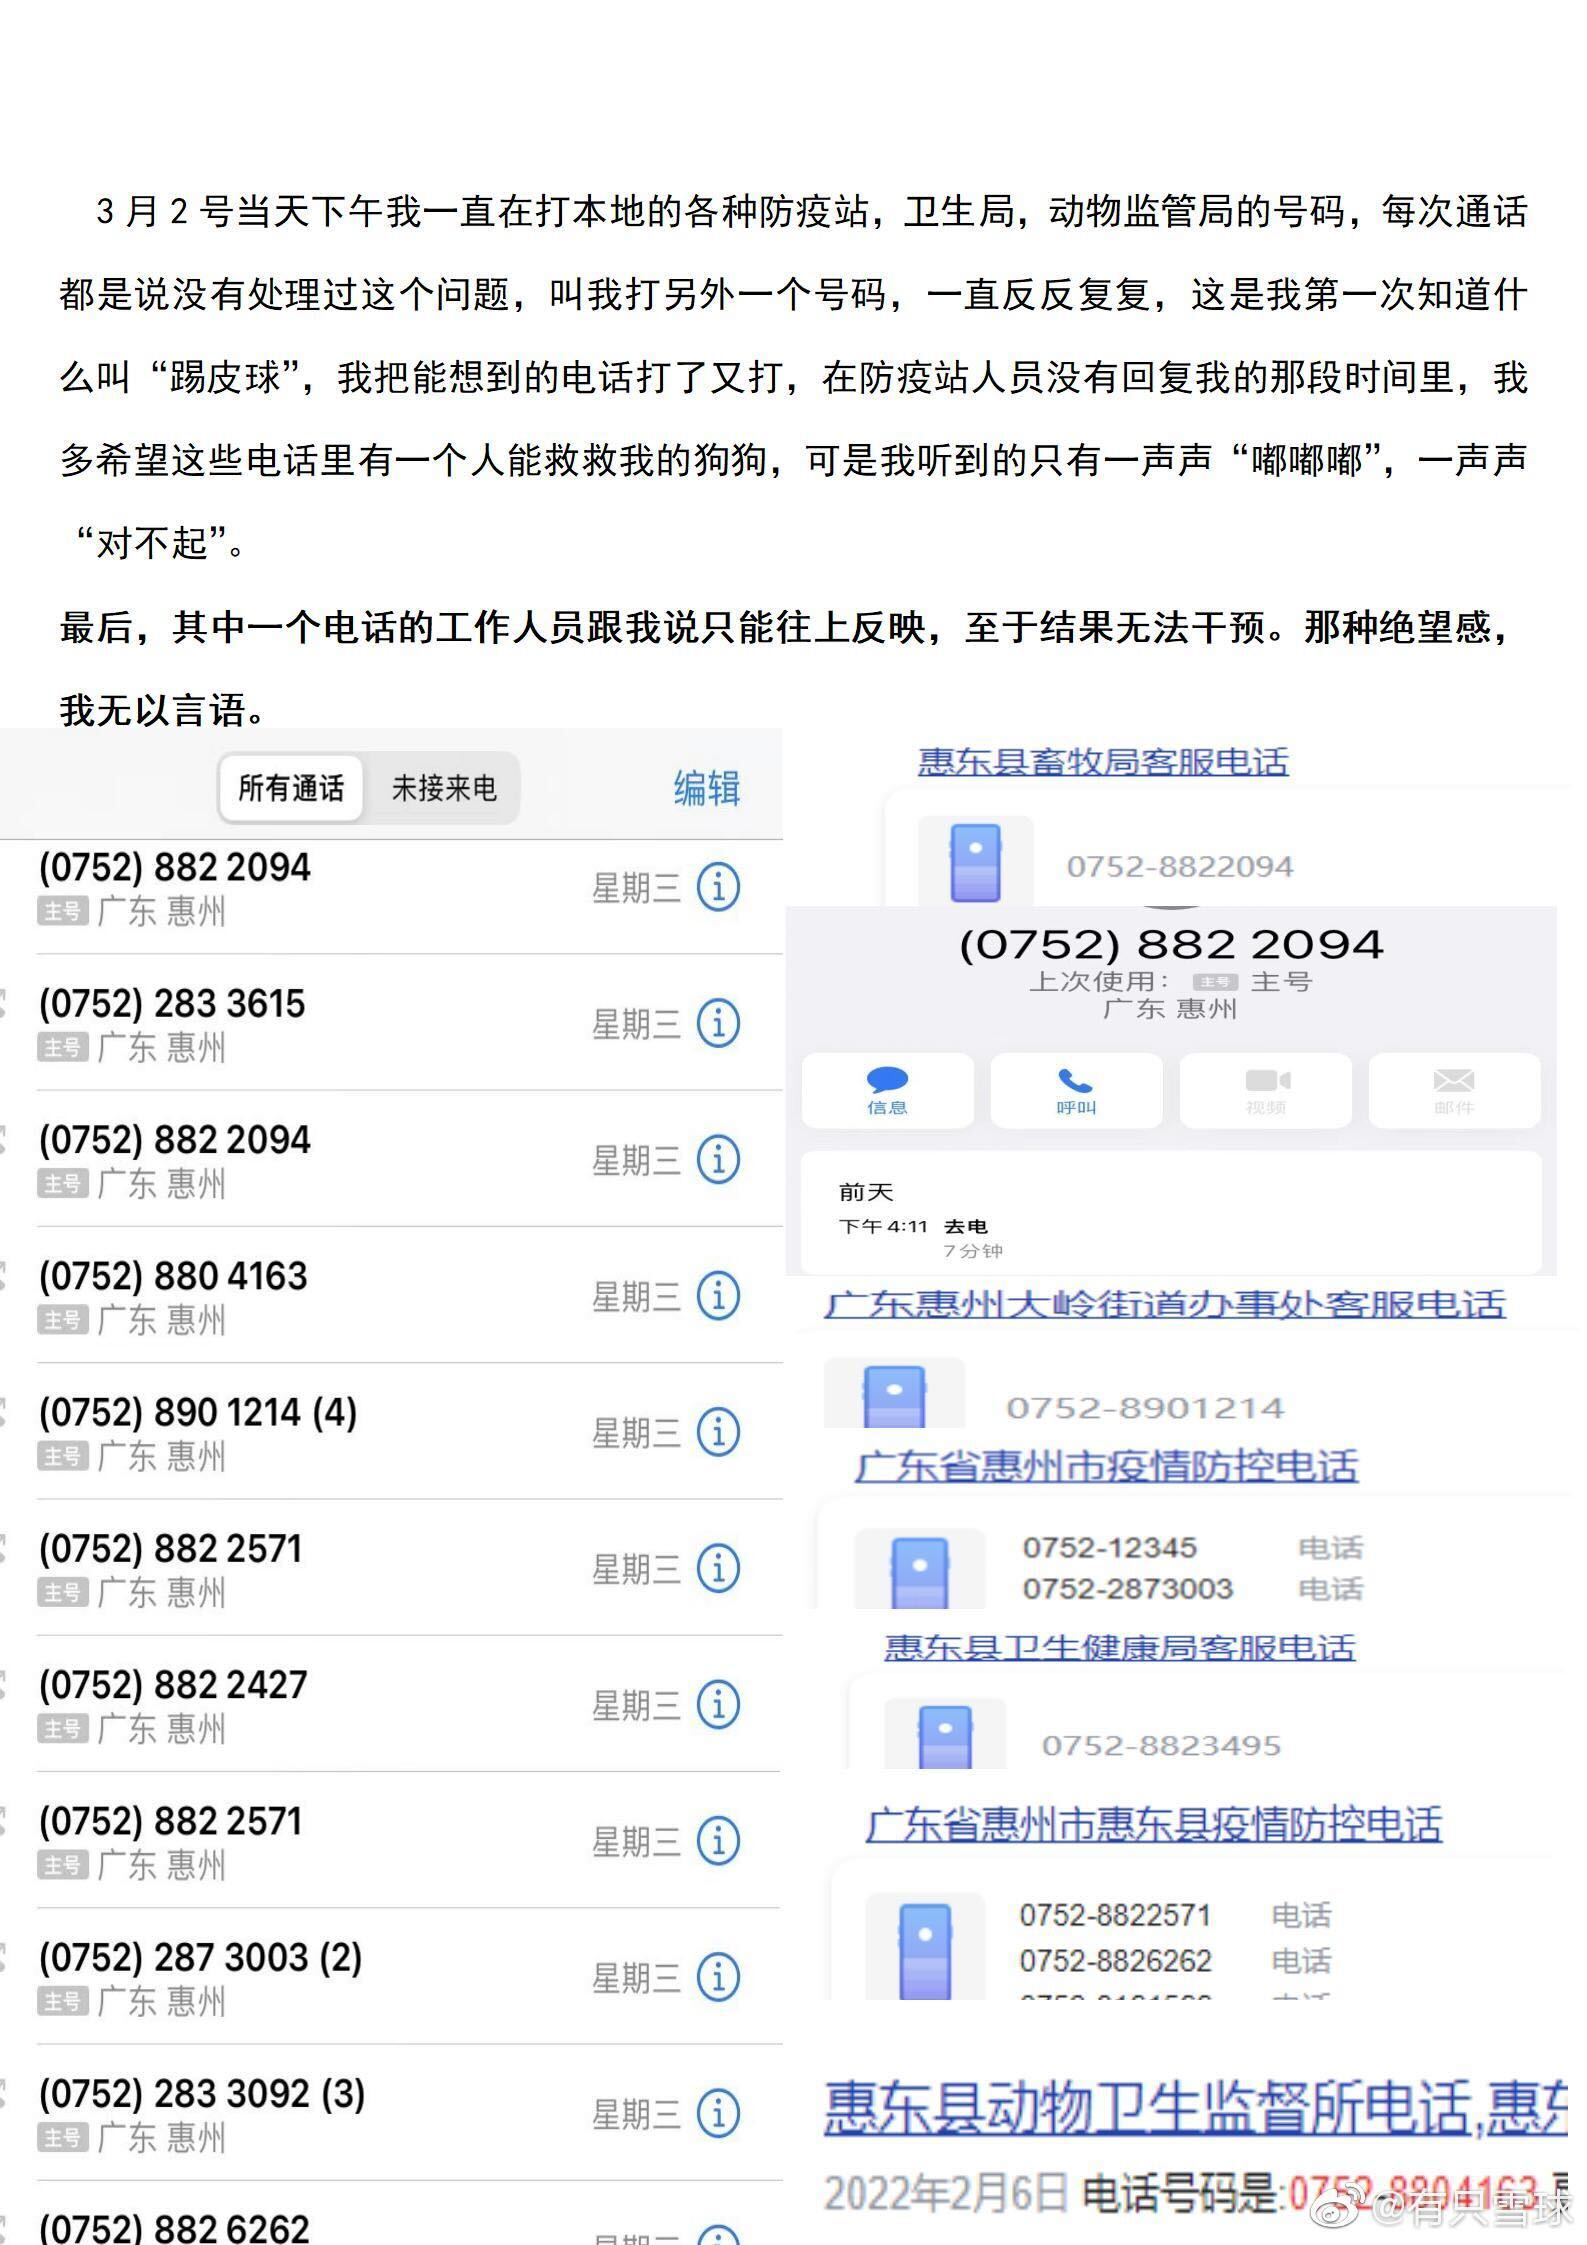 3月2号当天下午我一直在打本地的各种防疫站，卫生局，动物监管局的号码，每次通话
都是说没有处理过这个问题，叫我打另外一个号码，一直反反复复，这是我第一次知道什
么叫“踢皮球”，我把能想到的电话打了又打，在防疫站人员没有回复我的那段时间里，我
多希望这些电话里有一个人能救救我的狗狗，可是我听到的只有一声声“嘟嘟嘟”，一声声
“对不起”。
最后，其中一个电话的工作人员跟我说只能往上反映，至于结果无法干预。那种绝望感，
我无以言语。
所有通话 未接来电 编辑
(0752) 882 2094 星期三
主号 广东 惠州
(0752) 283 3615 星期三
主号 广东 惠州
(0752) 882 2094 星期三
主号 广东 惠州
(0752) 880 4163 星期三
主号 广东 惠州
(0752) 890 1214 (4) 星期三
主号 广东 惠州
(0752) 882 2571 星期三
主号 广东 惠州
(0752) 882 2427 星期三
主号 广东 惠州
(0752) 882 2571 星期三
主号 广东 惠州
(0752) 287 3003 (2) 星期三
主号 广东 惠州
(0752) 283 3092 (3) 星期三
主号 广东 惠州
(0752) 882 6262 星期三
惠东县畜牧局客服电话
0752-8822094
(0752) 882 2094
上次使用： 主号 主号
广东 惠州
信息 呼叫 视频 邮件
前天
下午 4:11 去电
7 分钟
广东惠州大岭街道办事处客服电话
0752-8901214
广东省惠州市疫情防控电话
0752-12345 电话
0752-2873003 电话
惠东县卫生健康局客服电话
0752-8823495
广东省惠州市惠东县疫情防控电话
0752-8822571 电话
0752-8826262 电话
惠东县动物卫生监督所电话,惠东
2022年2月6日 电话号码是:0752-8804163
@有只雪球